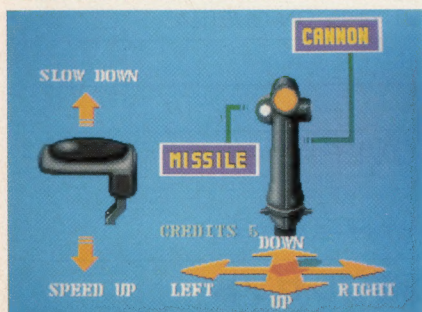 CANNON
SLOW DOWN
MISSILE
CREDITS 5
DOWN
SPEED UP
LEFT
RIGHT
UP